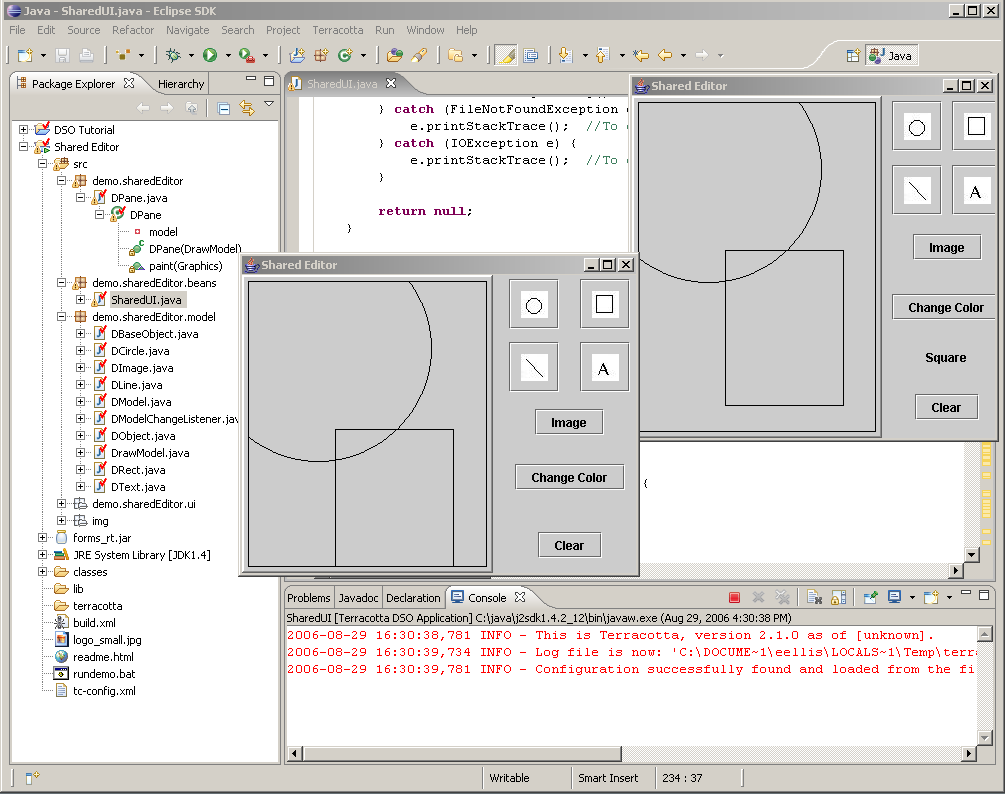 Java - SharedUI.java - Eclipse SDK
File Edit Source Refactor Navigate Search Project Terracotta Run Window Help
Java
Package Explorer Hierarchy
DSO Tutorial
Shared Editor
src
demo.sharedEditor
DPane.java
DPane
model
DPane(DrawModel)
paint(Graphics)
demo.sharedEditor.beans
SharedUI.java
demo.sharedEditor.model
DBaseObject.java
DCircle.java
DImage.java
DLine.java
DModel.java
DModelChangeListener.jav
DObject.java
DrawModel.java
DRect.java
DText.java
demo.sharedEditor.ui
img
forms_rt.jar
JRE System Library [JDK1.4]
classes
lib
terracotta
build.xml
logo_small.jpg
readme.html
rundemo.bat
tc-config.xml
SharedUI.java
} catch (FileNotFoundException
e.printStackTrace(); //To
} catch (IOException e) {
e.printStackTrace(); //To
}
return null;
}
{
Shared Editor
A
Image
Change Color
Clear
Shared Editor
A
Image
Change Color
Square
Clear
Problems Javadoc Declaration Console
SharedUI [Terracotta DSO Application] C:\java\j2sdk1.4.2_12\bin\javaw.exe (Aug 29, 2006 4:30:38 PM)
2006-08-29 16:30:38,781 INFO - This is Terracotta, version 2.1.0 as of [unknown].
2006-08-29 16:30:39,734 INFO - Log file is now: 'C:\DOCUME~1\eellis\LOCALS~1\Temp\terr
2006-08-29 16:30:39,781 INFO - Configuration successfully found and loaded from the fi
Writable Smart Insert 234 : 37